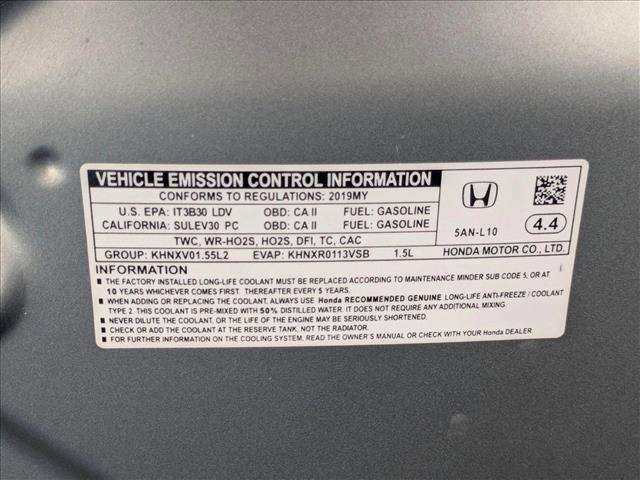 VEHICLE EMISSION CONTROL INFORMATION
CONFORMS TO REGULATIONS: 2019MY
U.S. EPA: IT3B30 LDV OBD: CA II FUEL: GASOLINE
CALIFORNIA: SULEV30 PC OBD: CA II FUEL: GASOLINE
TWC, WR-HO2S, HO2S, DFI, TC, CAC
GROUP: KHNXV01.55L2 EVAP: KHNXR0113VSB 1.5L
5AN-L10 4.4
HONDA MOTOR CO., LTD.
INFORMATION
■ THE FACTORY INSTALLED LONG-LIFE COOLANT SHOULD BE REPLACED ACCORDING TO MAINTENANCE MINDER SUB CODE 5, OR AT
10 YEARS WHICHEVER COMES FIRST. THEREAFTER EVERY 5 YEARS.
■ WHEN ADDING OR REPLACING THE COOLANT, ALWAYS USE Honda RECOMMENDED GENUINE LONG-LIFE ANTI-FREEZE / COOLANT
TYPE 2. THIS COOLANT IS PRE-MIXED WITH 50% DISTILLED WATER. IT DOES NOT REQUIRE ANY ADDITIONAL MIXING.
■ NEVER DILUTE THE COOLANT, OR THE LIFE OF THE ENGINE MAY BE SERIOUSLY SHORTENED.
■ CHECK OR ADD COOLANT AT THE RESERVE TANK, NOT THE RADIATOR.
■ FOR FURTHER INFORMATION ON THE COOLING SYSTEM, READ THE OWNER'S MANUAL OR CHECK WITH YOUR Honda DEALER.